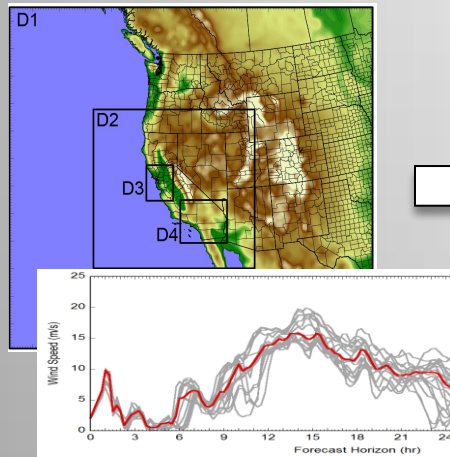 D1
D2
D3
D4
25
20
15
10
5
0
Wind Speed (m/s)
0 3 6 9 12 15 18 21 24
Forecast Horizon (hr)